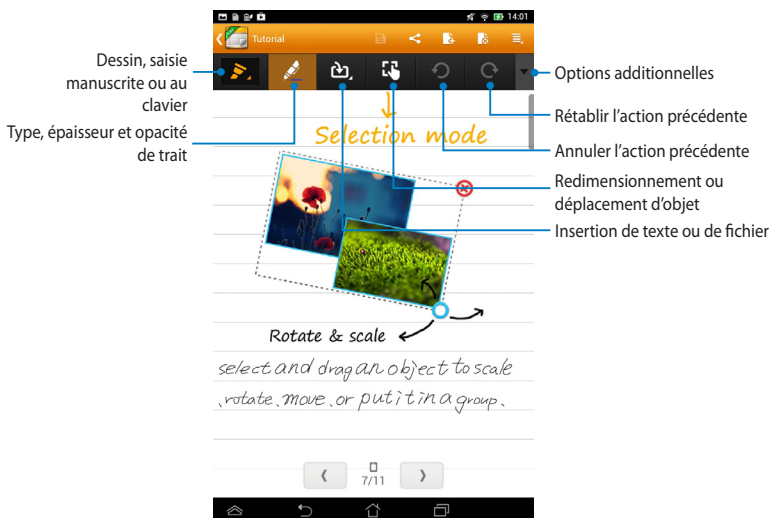 14:01
Tutorial
Dessin, saisie
manuscrite ou au
clavier
Type, épaisseur et opacité
de trait
Options additionnelles
Rétablir l’action précédente
Annuler l’action précédente
Redimensionnement ou
déplacement d’objet
Insertion de texte ou de fichier
Selection mode
Rotate & scale
select and drag an object to scale
、rotate、move、or put it in a group.
7/11